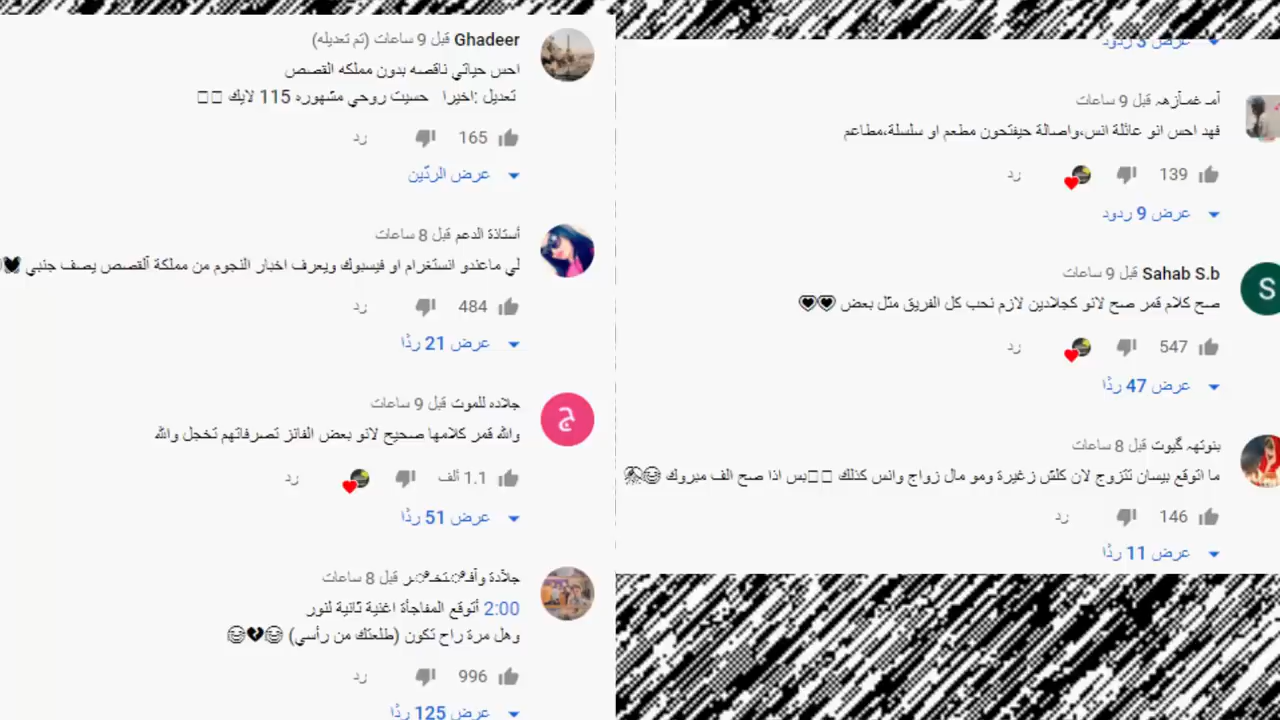 Ghadeer قبل 9 ساعات (تم تعديله)
احس حياتي ناقصه بدون مملكه القصص
تعديل :اخيرا حسيت روحي مشهوره 115 لايك
165 رد
عرض الردّين
أستاذة الدعم قبل 8 ساعات
لي ماعندو انستغرام او فيسبوك ويعرف اخبار النجوم من مملكة ألقصص يصف جنبي
484 رد
عرض 21 ردًا
جلاده للموت قبل 9 ساعات
والله قمر كلامها صحيح لانو بعض الفانز تصرفاتهم تخجل والله
1.1 ألف رد
عرض 51 ردًا
جلآدة وآفـتخـر قبل 8 ساعات
2:00 أتوقع المفاجأة اغنية ثانية لنور
وهل مرة راح تكون (طلعتك من رأسي) 😂💔😂
996 رد
عرض 125 ردًا
عرض 3 ردود
قبل 9 ساعات
فهد احس انو عائلة انس،واصالة حيفتحون مطعم او سلسلة،مطاعم
139 رد
عرض 9 ردود
S
Sahab S.b قبل 9 ساعات
صح كلام قمر صح لانو كجلادين لازم نحب كل الفريق مثل بعض 💗💗
547 رد
عرض 47 ردًا
بنوتهہ گيوت قبل 8 ساعات
ما اتوقع بيسان تتزوج لان كلش زغيرة ومو مال زواج وانس كذلك بس اذا صح الف مبروك
146 رد
عرض 11 ردًا